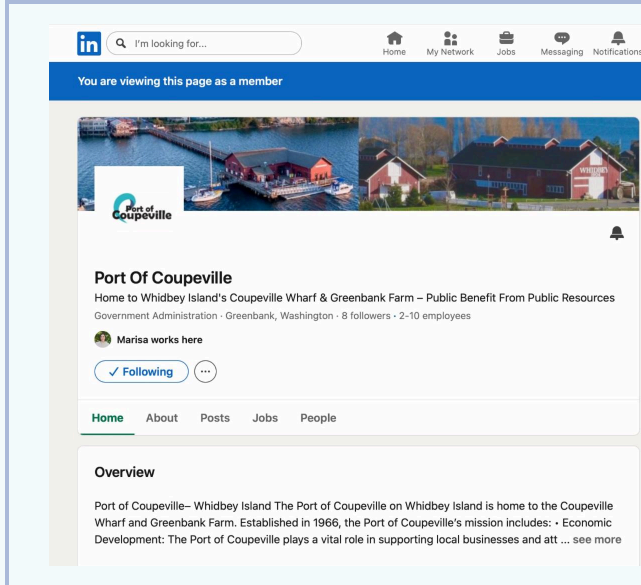 in
I'm looking for...
Home
My Network
Jobs
Messaging
Notifications
You are viewing this page as a member
WHIDBEY
Port of
Coupeville
Port Of Coupeville
Home to Whidbey Island's Coupeville Wharf & Greenbank Farm – Public Benefit From Public Resources
Government Administration · Greenbank, Washington · 8 followers · 2-10 employees
Marisa works here
✓ Following
Home About Posts Jobs People
Overview
Port of Coupeville– Whidbey Island The Port of Coupeville on Whidbey Island is home to the Coupeville
Wharf and Greenbank Farm. Established in 1966, the Port of Coupeville's mission includes: • Economic
Development: The Port of Coupeville plays a vital role in supporting local businesses and att ... see more